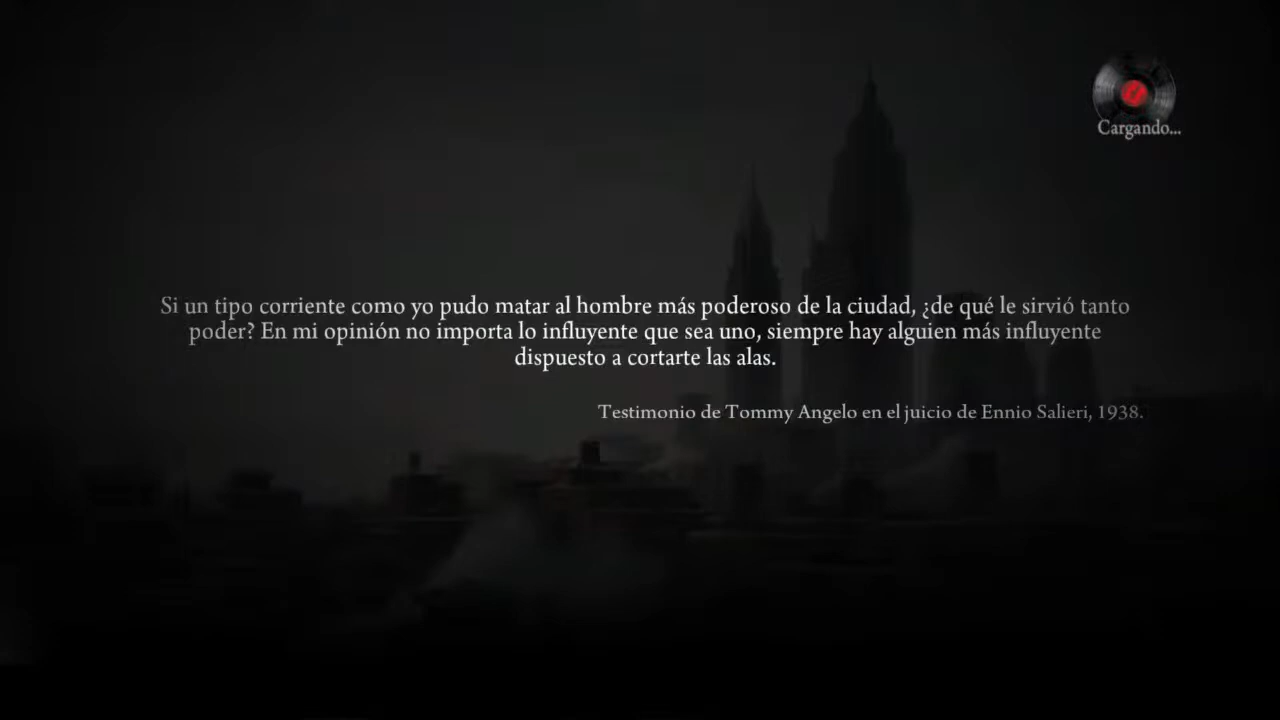 Cargando...
Si un tipo corriente como yo pudo matar al hombre más poderoso de la ciudad, ¿de qué le sirvió tanto
poder? En mi opinión no importa lo influyente que sea uno, siempre hay alguien más influyente
dispuesto a cortarte las alas.
Testimonio de Tommy Angelo en el juicio de Ennio Salieri, 1938.